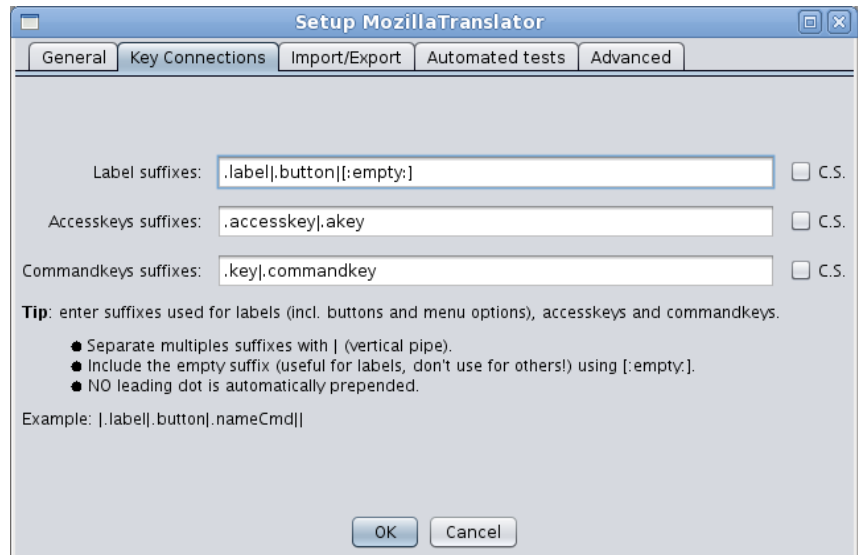 Setup MozillaTranslator
General Key Connections Import/Export Automated tests Advanced
Label suffixes: .label|.button|[:empty:] C.S.
Accesskeys suffixes: .accesskey|.akey C.S.
Commandkeys suffixes: .key|.commandkey C.S.
Tip: enter suffixes used for labels (incl. buttons and menu options), accesskeys and commandkeys.
● Separate multiples suffixes with | (vertical pipe).
● Include the empty suffix (useful for labels, don't use for others!) using [:empty:].
● NO leading dot is automatically prepended.
Example: |.label|.button|.nameCmd||
OK Cancel